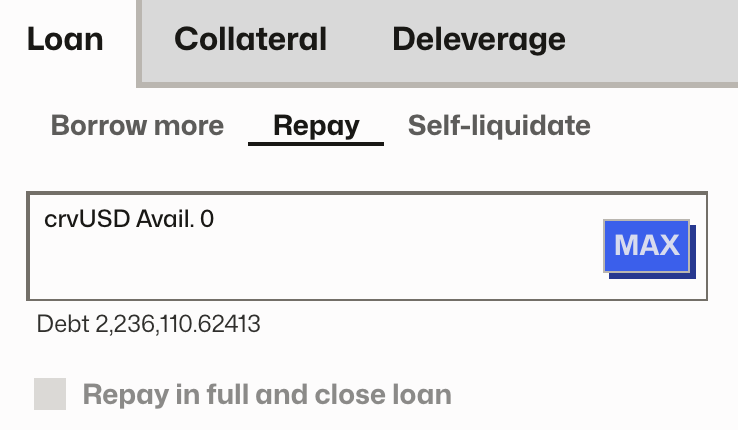 Loan Collateral Deleverage
Borrow more Repay Self-liquidate
crvUSD Avail. 0
MAX
Debt 2,236,110.62413
Repay in full and close loan